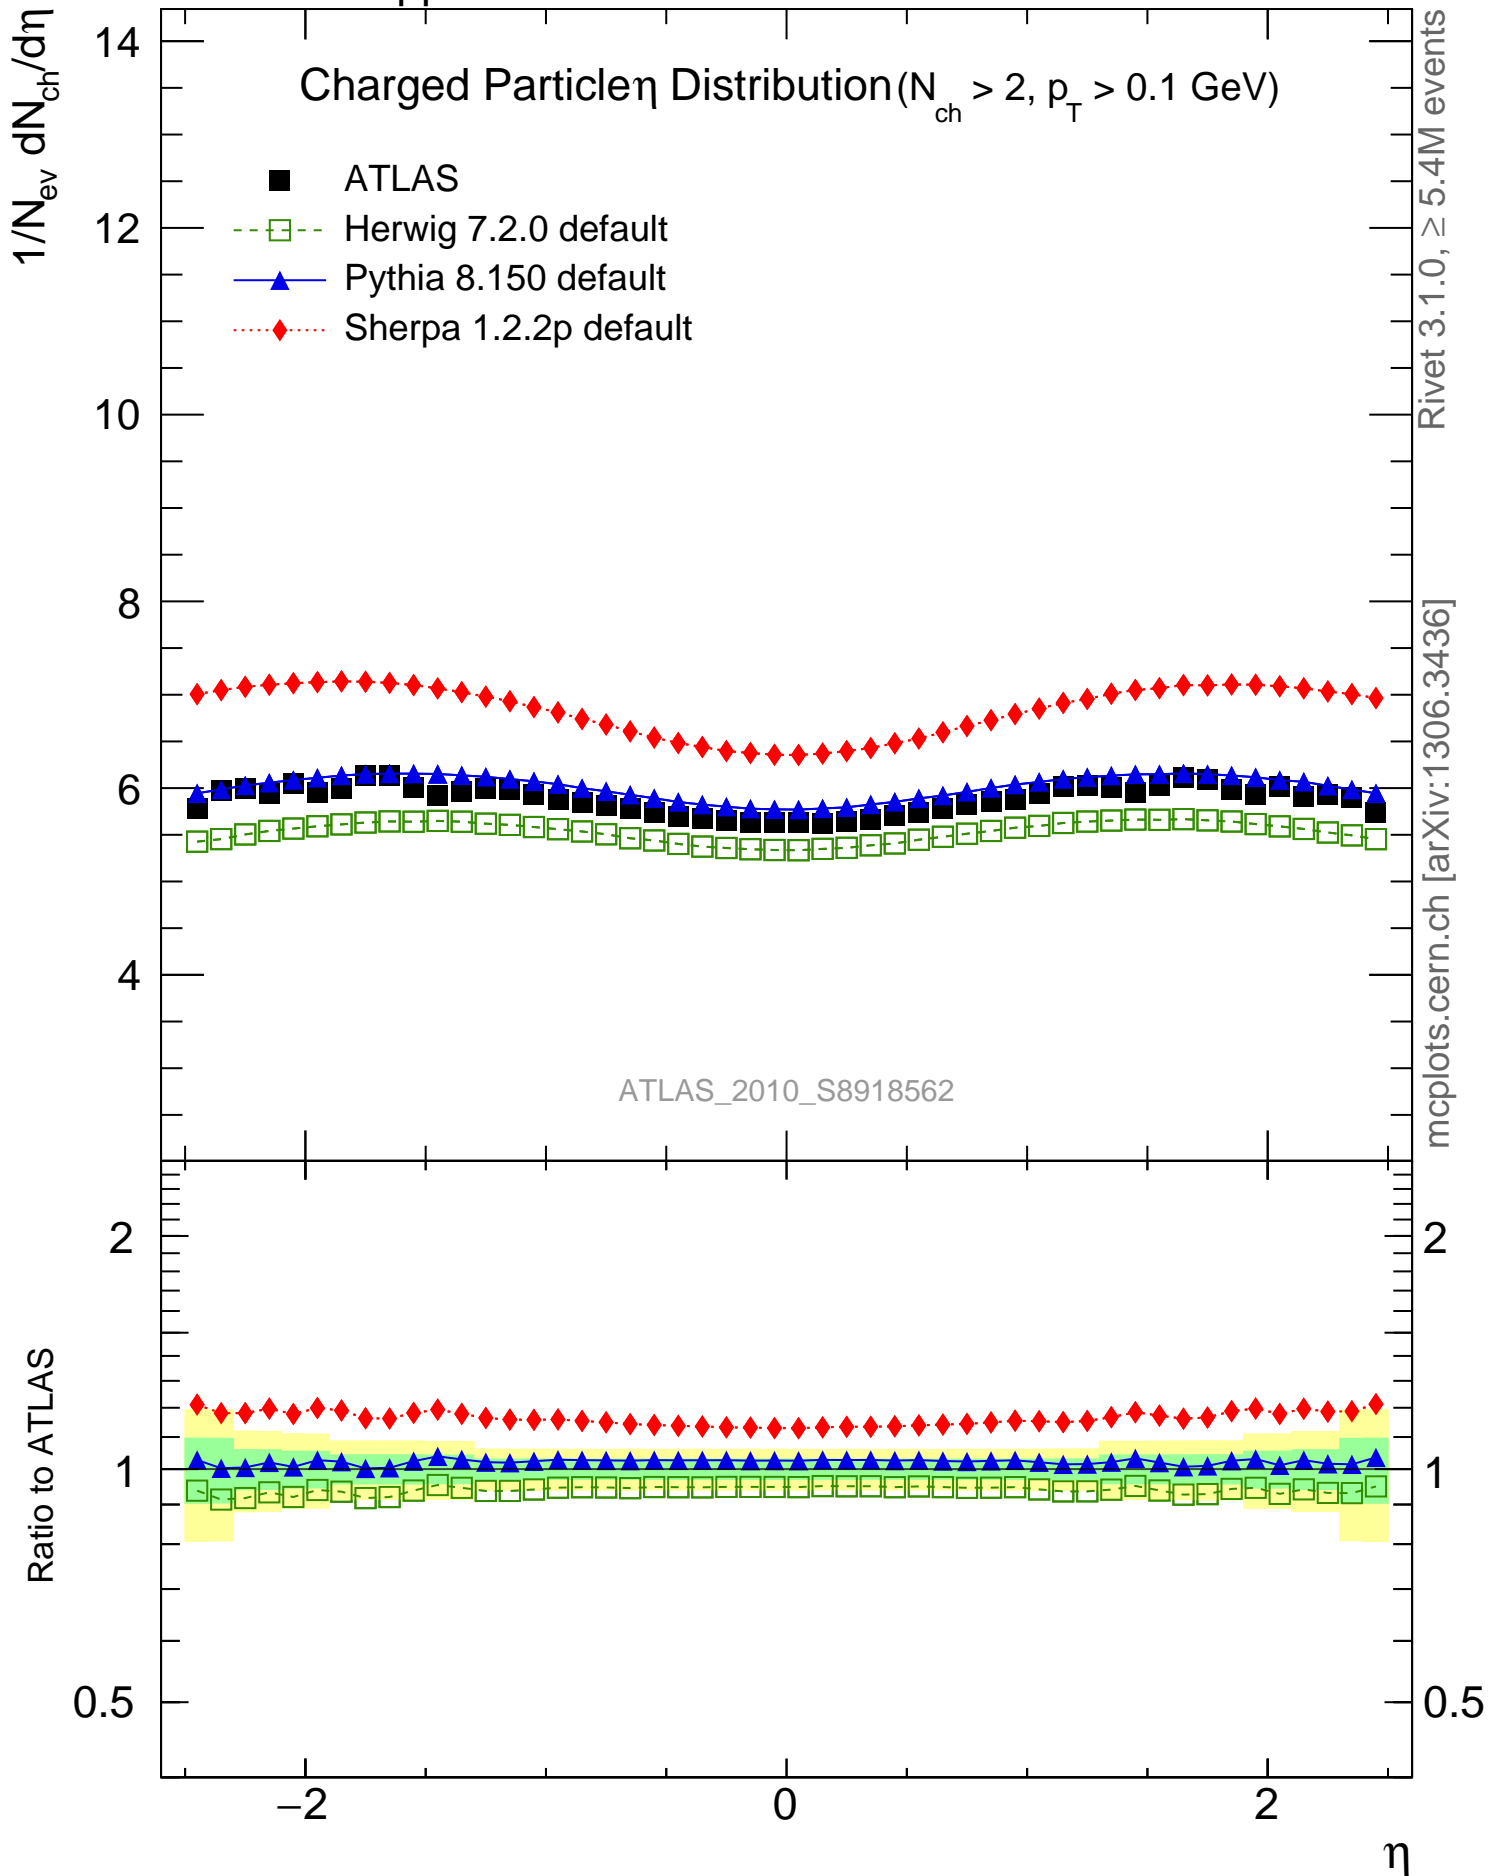 pp
1/N_ev dN_ch/dη
Charged Particleη Distribution(N_ch > 2, p_T > 0.1 GeV)
ATLAS
Herwig 7.2.0 default
Pythia 8.150 default
Sherpa 1.2.2p default
14
12
10
8
6
4
ATLAS_2010_S8918562
Rivet 3.1.0, ≥ 5.4M events
mcplots.cern.ch [arXiv:1306.3436]
Ratio to ATLAS
2
1
0.5
2
1
0.5
−2
0
2
η